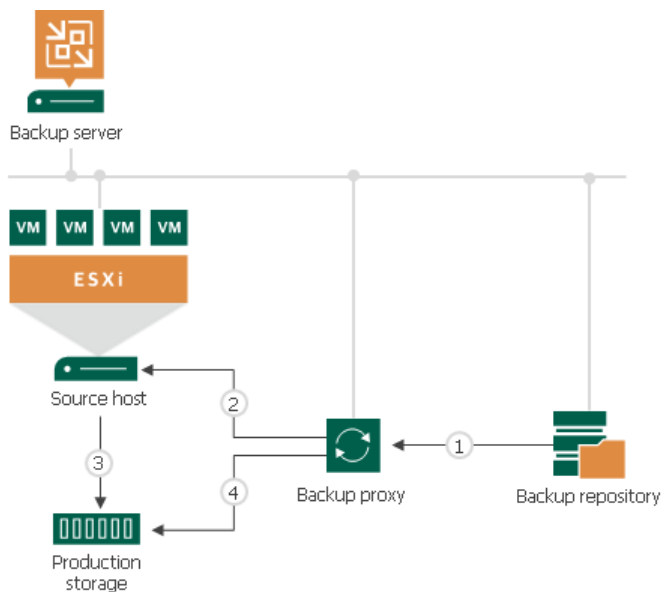 Backup server
VM VM VM VM
ESXi
Source host
2
1
3
4
Backup proxy
Backup repository
Production
storage